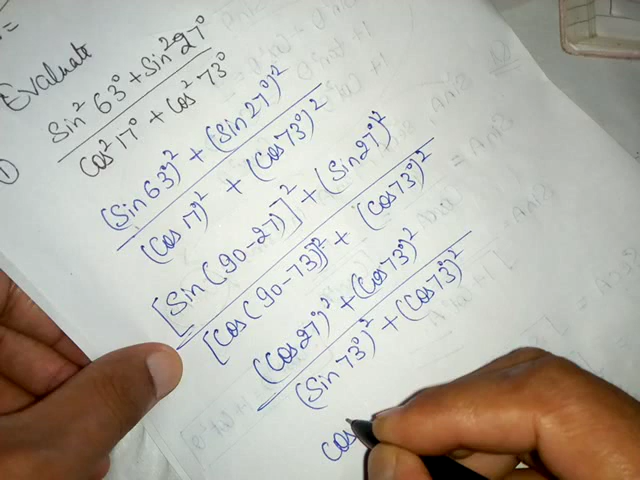 Evaluate
① Sin² 63° + Sin² 27°
Cos² 17° + Cos² 73°
(Sin 63°)² + (Sin 27°)²
(Cos 17°)² + (Cos 73°)²
[Sin (90-27)]² + (Sin 27°)²
[Cos (90-73)]² + (Cos 73°)²
(Cos 27°)² + (Cos 73°)²
(Sin 73°)² + (Cos 73°)²
cos